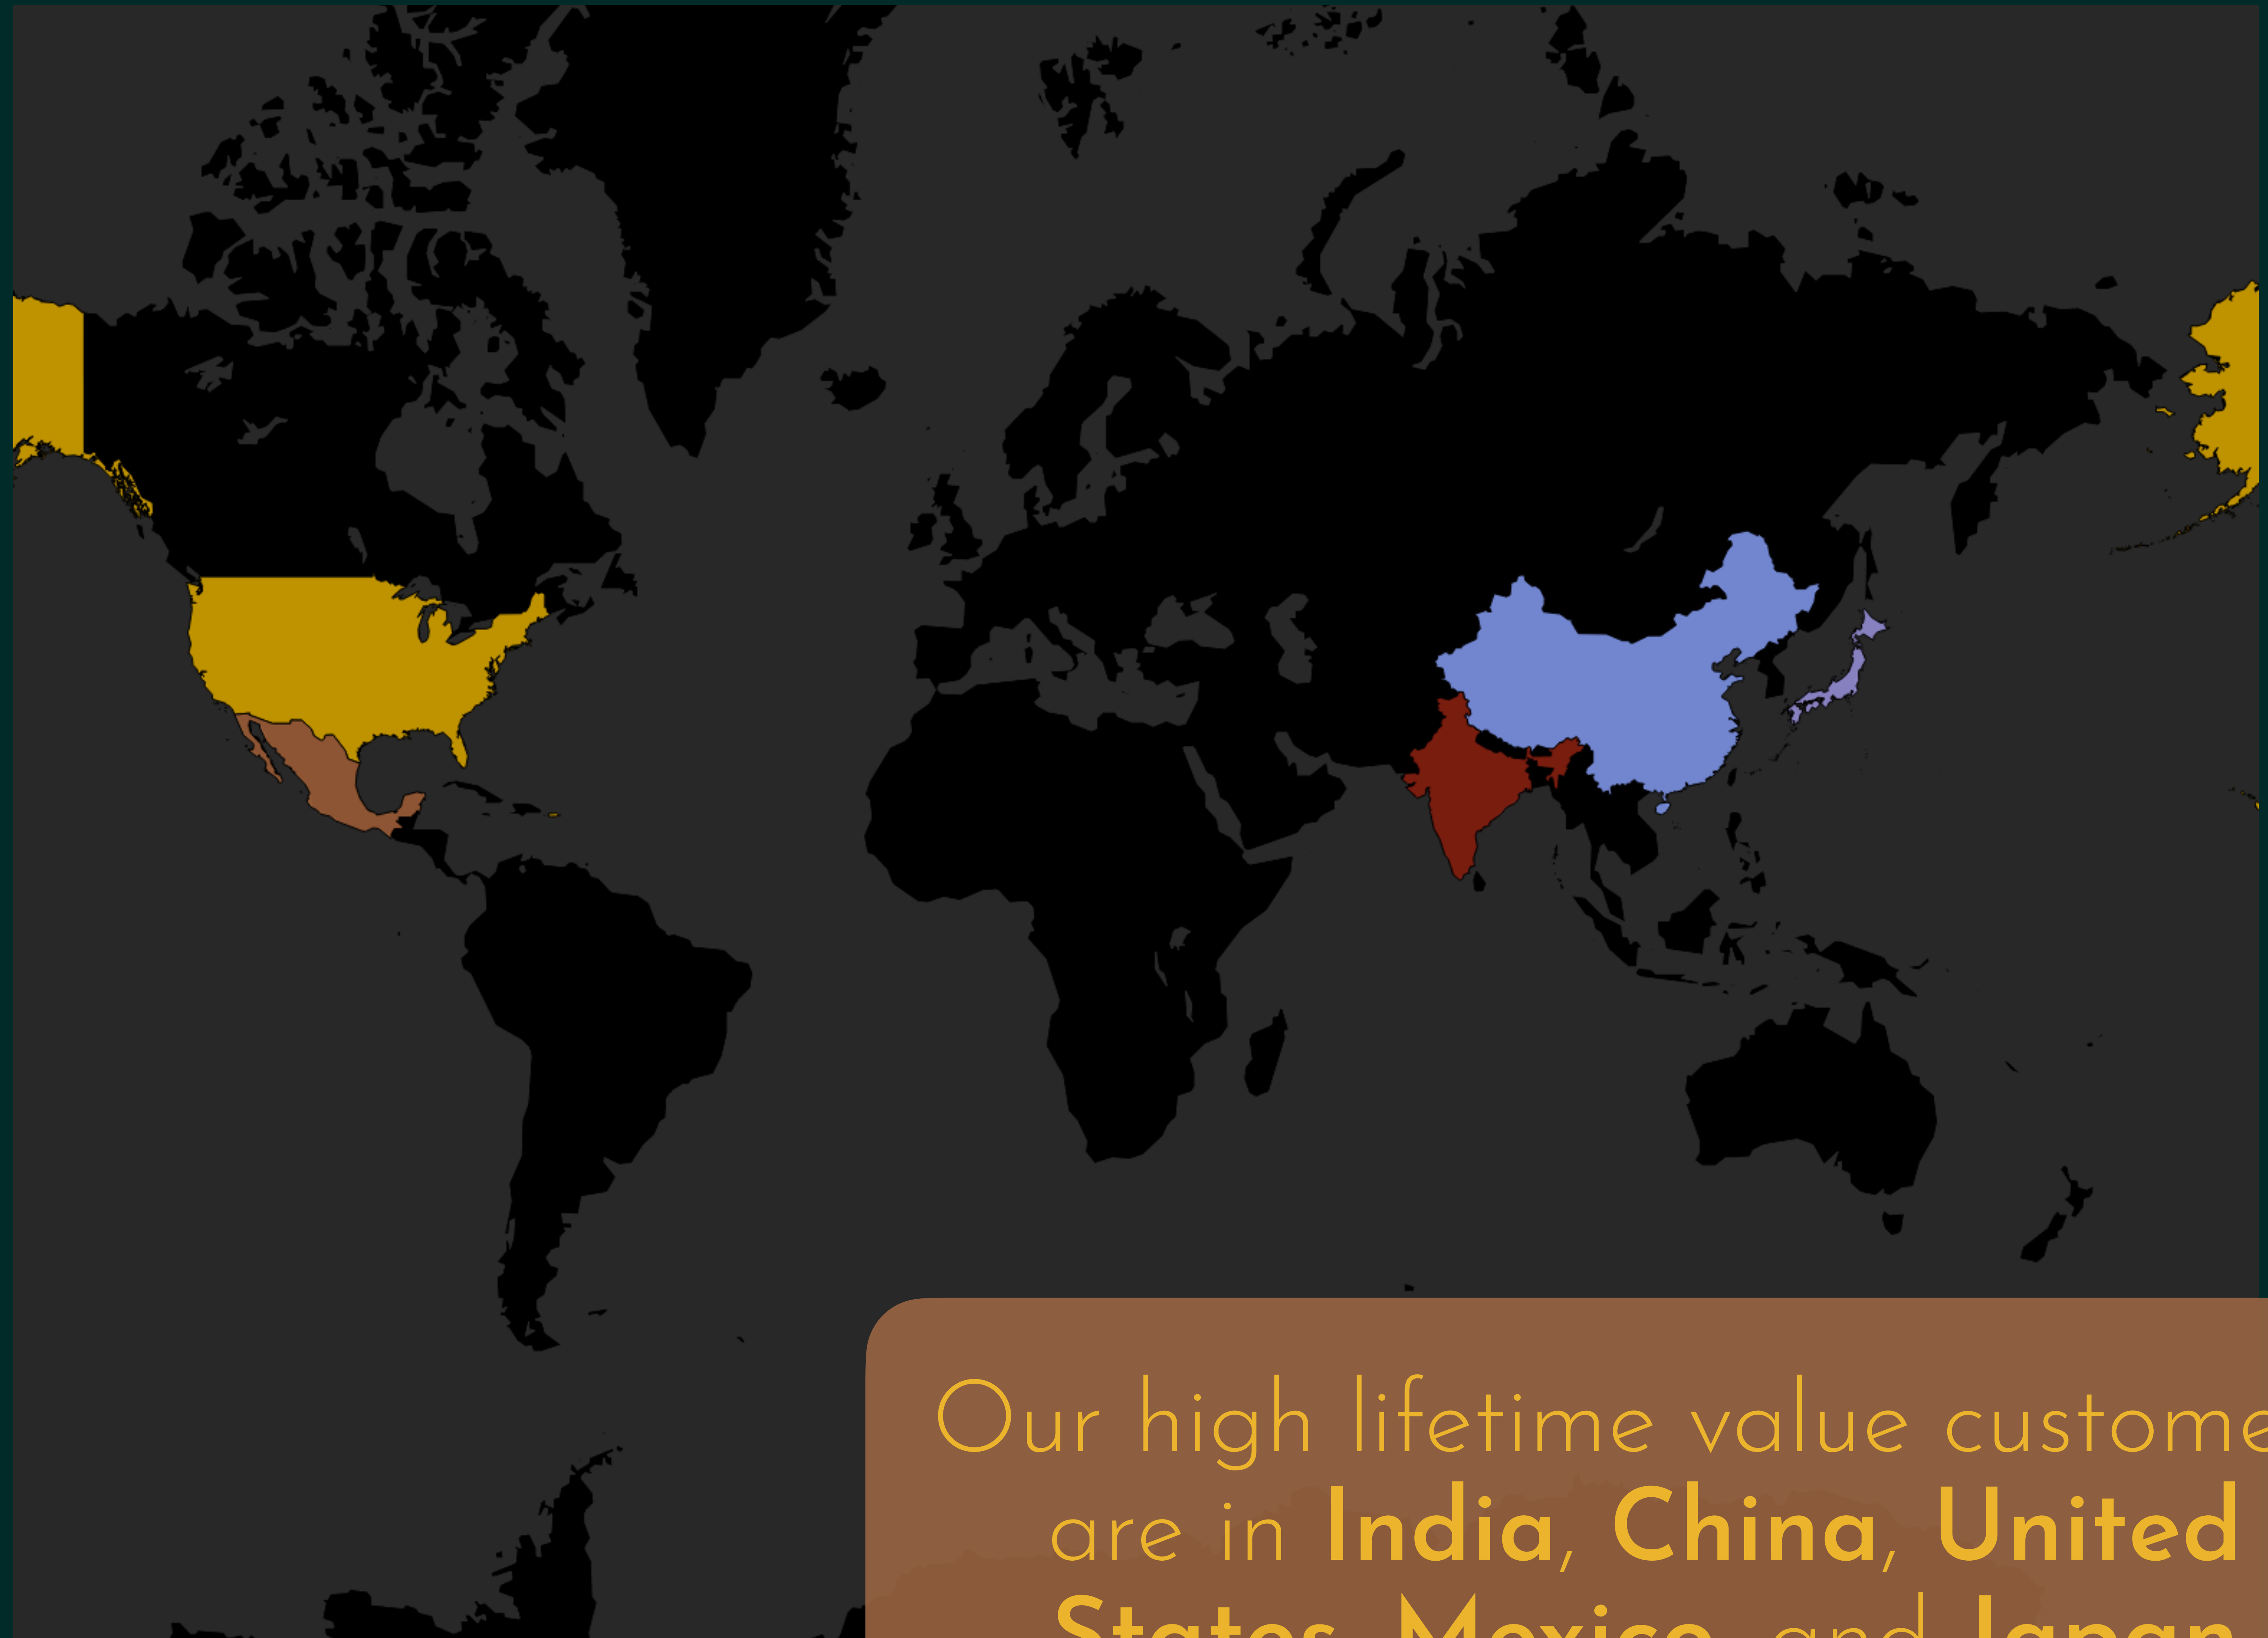 Our high lifetime value custome
are in India, China, United
States, Mexico, and Japan